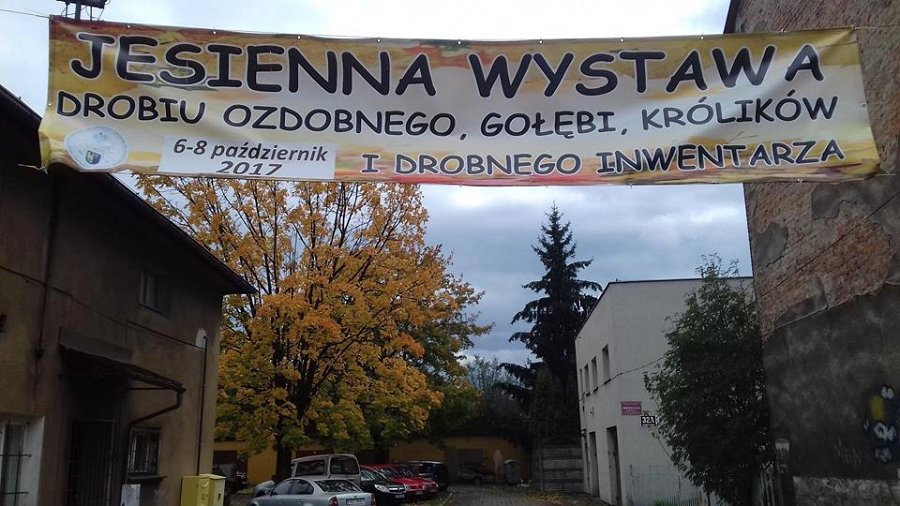 JESIENNA WYSTAWA
DROBIU OZDOBNEGO, GOŁĘBI, KRÓLIKÓW
6-8 październik
2017
I DROBNEGO INWENTARZA